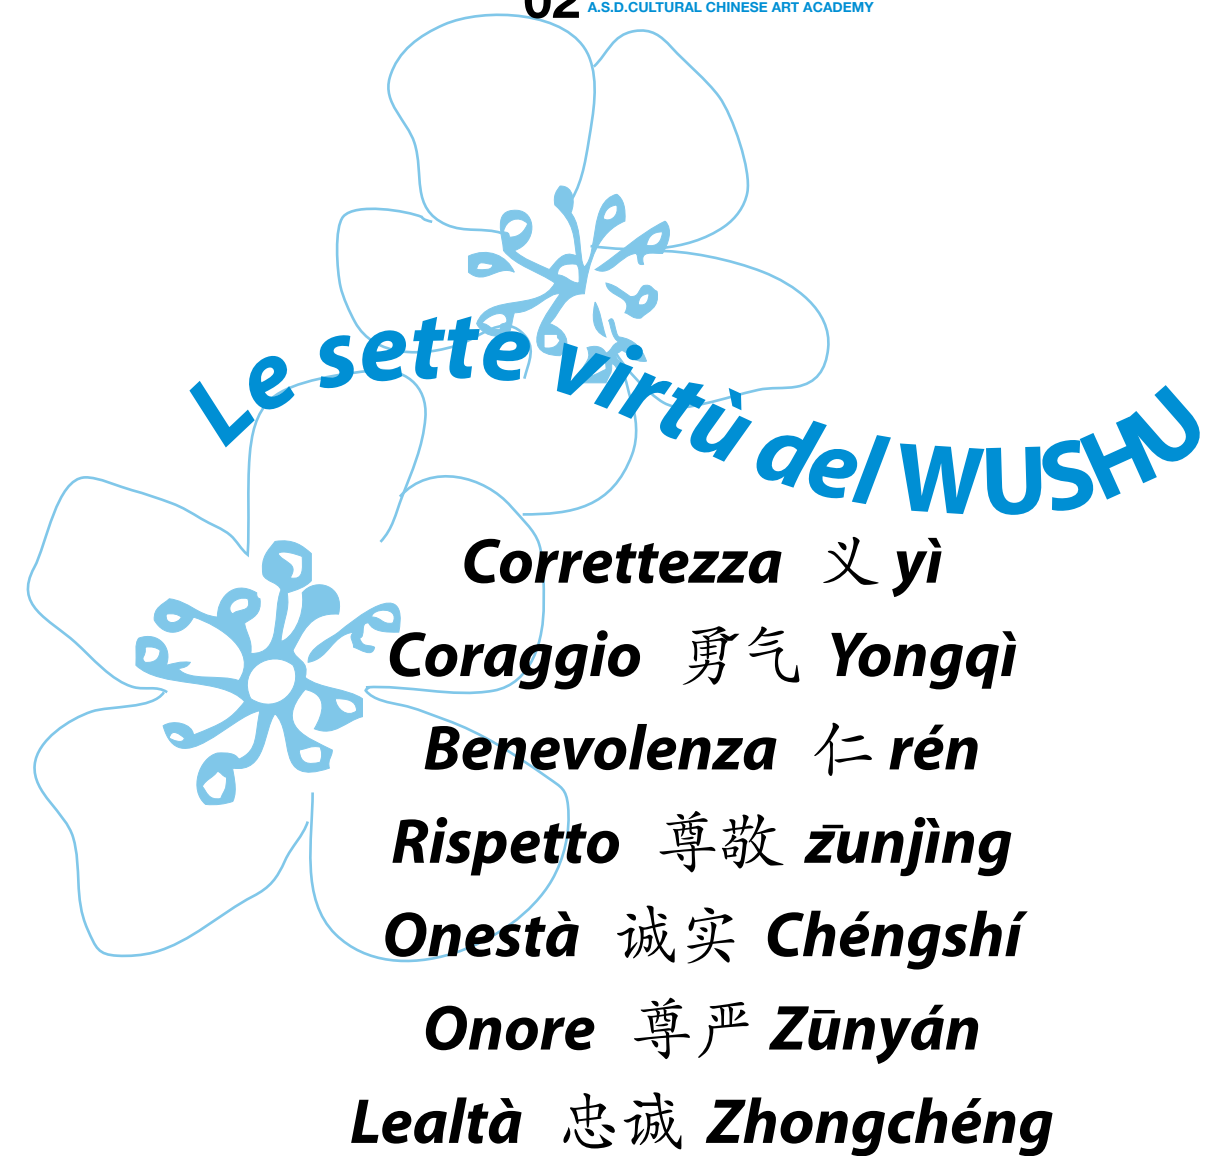 02 A.S.D.CULTURAL CHINESE ART ACADEMY
Le sette virtù del WUSHU
Correttezza 义 yì
Coraggio 勇气 Yongqì
Benevolenza 仁 rén
Rispetto 尊敬 z̄unjìng
Onestà 诚实 Chéngshí
Onore 尊严 Zūnyán
Lealtà 忠诚 Zhongchéng